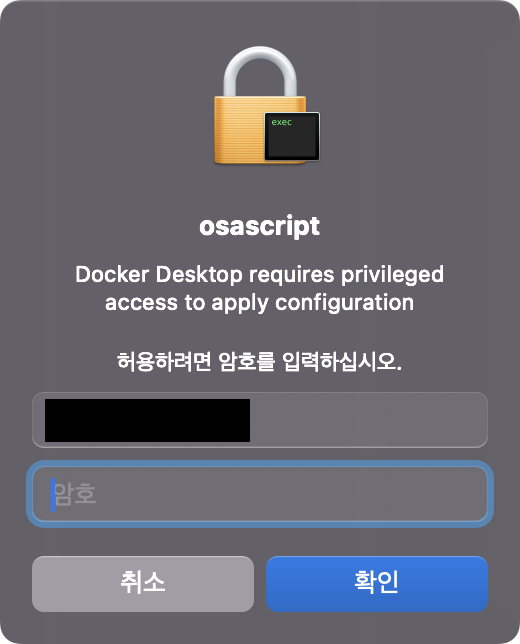 exec
osascript
Docker Desktop requires privileged
access to apply configuration
허용하려면 암호를 입력하십시오.
암호
취소
확인